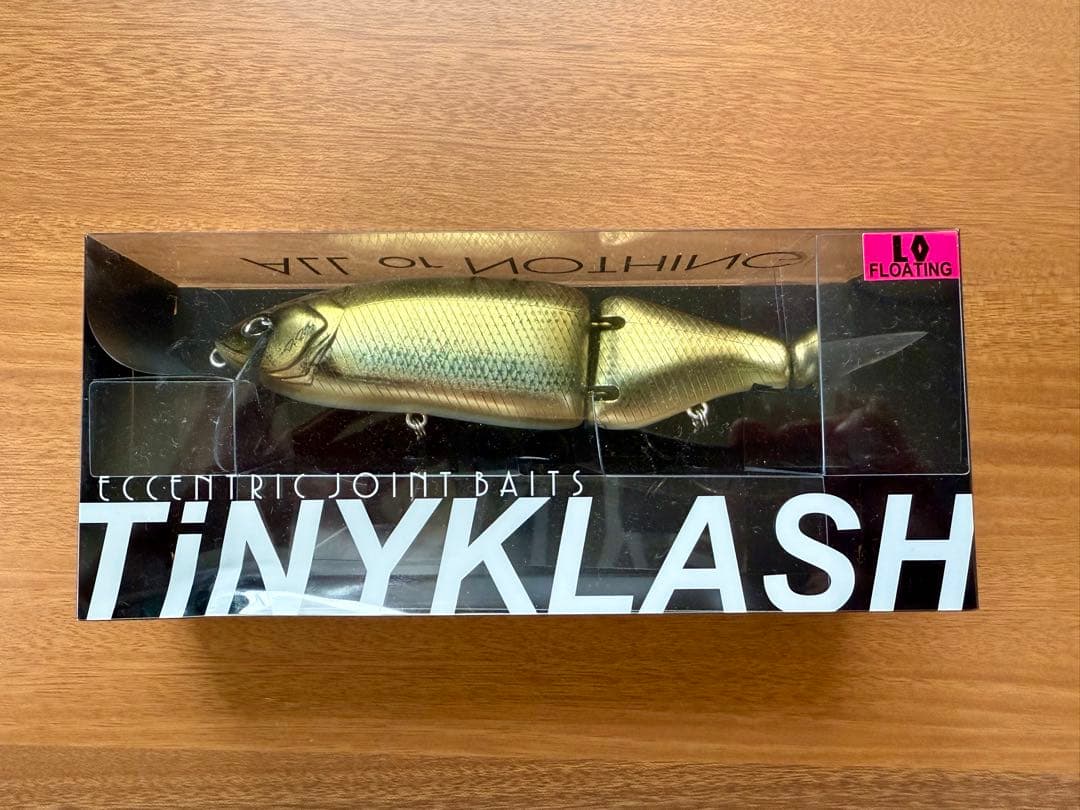 ALL or NOTHING
LO
FLOATING
ECCENTRIC JOINT BAITS
TiNYKLASH